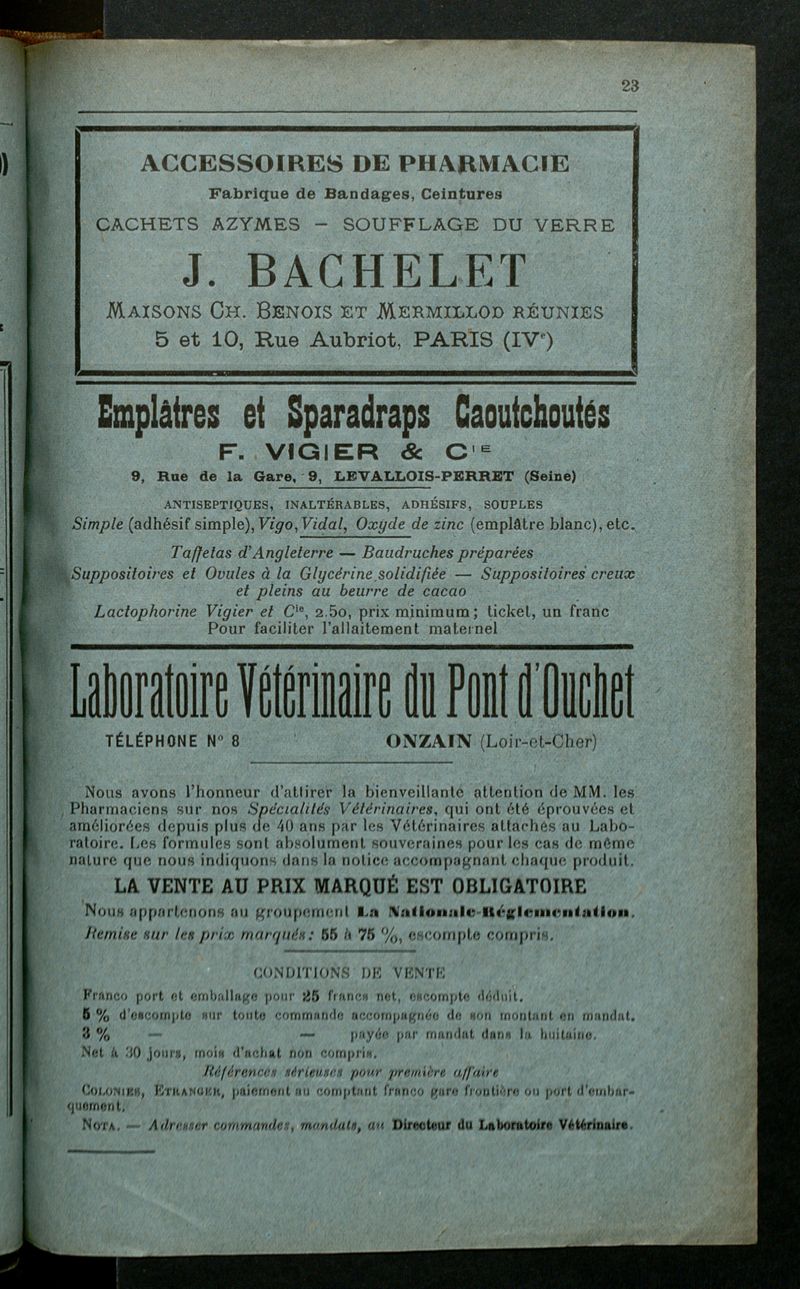 23
ACCESSOIRES DE PHARMACIE
Fabrique de Bandages, Ceintures
CACHETS AZYMES – SOUFFLAGE DU VERRE
J. BACHELET
MAISONS CH. BENOIS ET MERMILLOD RÉUNIES
5 et 10, Rue Aubriot, PARIS (IVe)
Emplâtres et Sparadraps Caoutchoutés
F. VIGIER & CIE
9, Rue de la Gare, 9, LEVALLOIS-PERRET (Seine)
ANTISEPTIQUES, INALTÉRABLES, ADHÉSIFS, SOUPLES
Simple (adhésif simple), Vigo, Vidal, Oxyde de zinc (emplâtre blanc), etc.
Taffetas d'Angleterre — Baudruches préparées
Suppositoires et Ovules à la Glycérine solidifiée — Suppositoires creux
et pleins au beurre de cacao
Lactophorine Vigier et Cie, 2.50, prix minimum; ticket, un franc
Pour faciliter l'allaitement maternel
Laboratoire Vétérinaire du Pont d'Ouchet
TÉLÉPHONE N° 8 ONZAIN (Loir-et-Cher)
Nous avons l'honneur d'attirer la bienveillante attention de MM. les
Pharmaciens sur nos Spécialités Vétérinaires, qui ont été éprouvées et
améliorées depuis plus de 40 ans par les Vétérinaires attachés au Labo-
ratoire. Les formules sont absolument souveraines pour les cas de même
nature que nous indiquons dans la notice accompagnant chaque produit.
LA VENTE AU PRIX MARQUÉ EST OBLIGATOIRE
Nous appartenons au groupement La Nationale-Réglementation.
Remise sur les prix marqués: 55 à 75 %, escompte compris.
CONDITIONS DE VENTE
Franco port et emballage pour 25 francs net, escompte déduit.
5 % d'escompte sur toute commande accompagnée de son montant en mandat.
3 % — — payée par mandat dans la huitaine.
Net à 30 jours, mois d'achat non compris.
Références sérieuses pour première affaire
COLONIES, ETRANGER, paiement au comptant franco gare frontière ou port d'embar-
quement.
NOTA. — Adresser commandes, mandats, au Directeur du Laboratoire Vétérinaire.